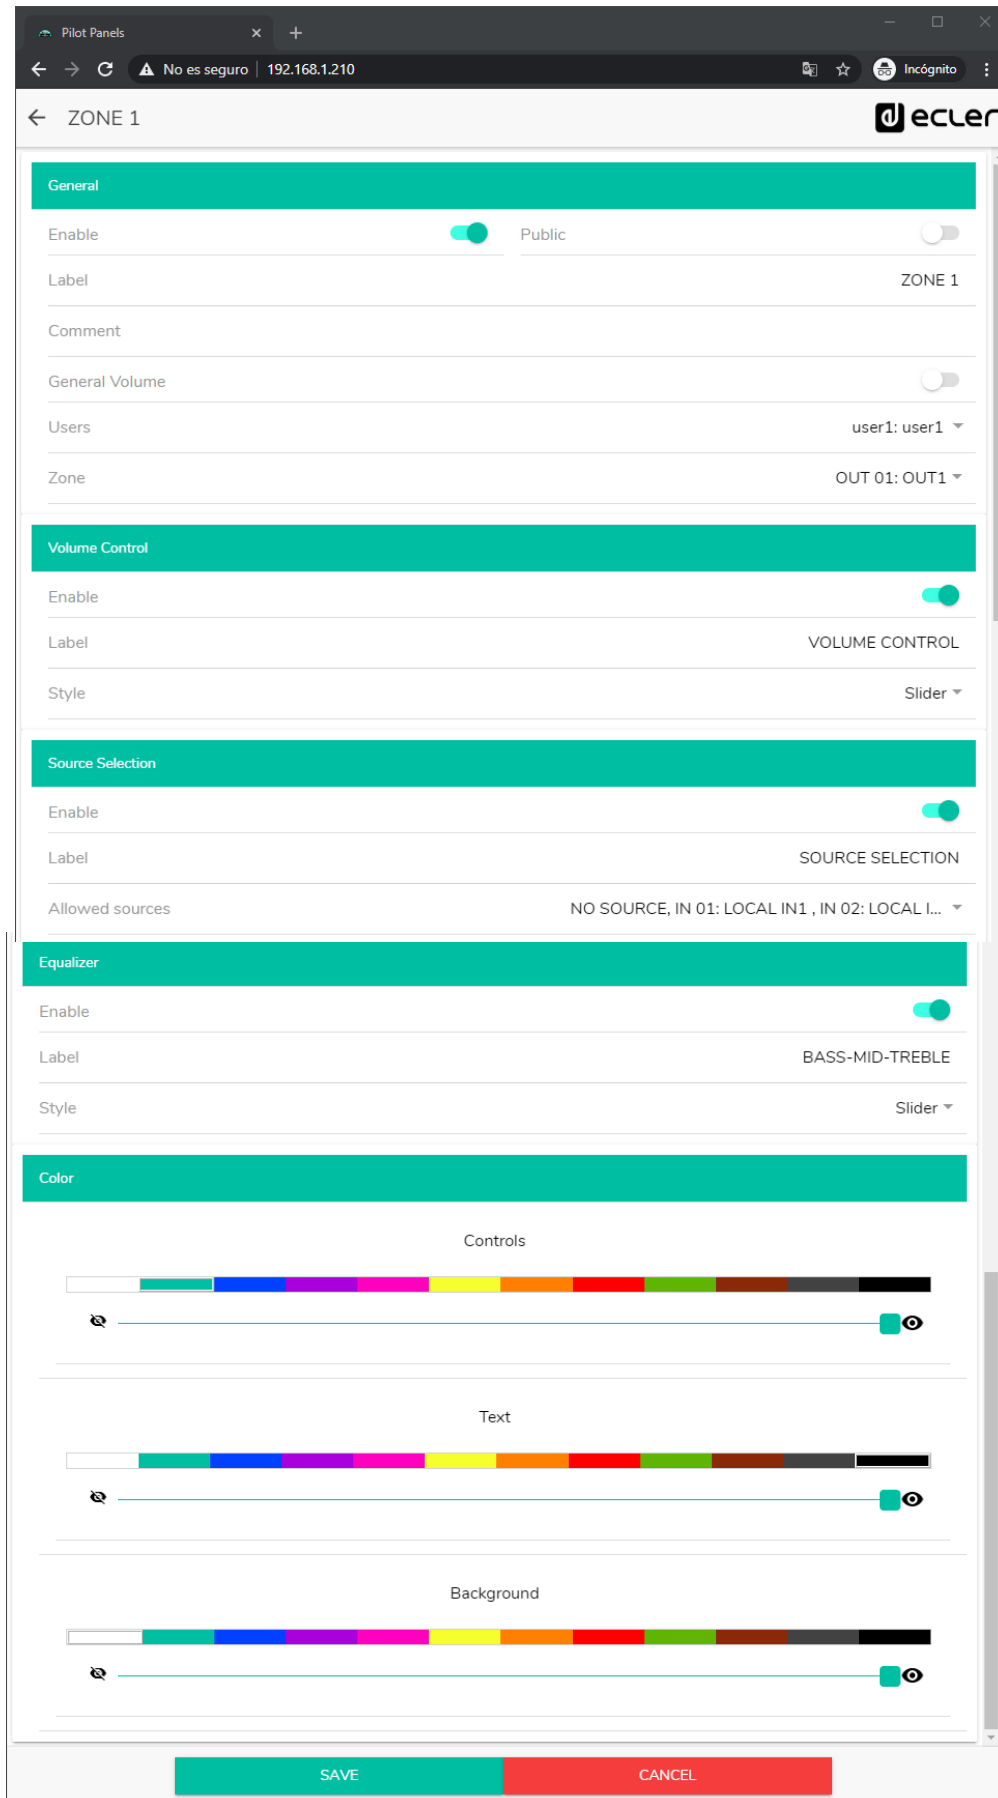 Pilot Panels
No es seguro | 192.168.1.210
Incógnito
ZONE 1
ecler
General
Enable
Public
Label ZONE 1
Comment
General Volume
Users user1: user1
Zone OUT 01: OUT1
Volume Control
Enable
Label VOLUME CONTROL
Style Slider
Source Selection
Enable
Label SOURCE SELECTION
Allowed sources NO SOURCE, IN 01: LOCAL IN1 , IN 02: LOCAL I...
Equalizer
Enable
Label BASS-MID-TREBLE
Style Slider
Color
Controls
Text
Background
SAVE CANCEL